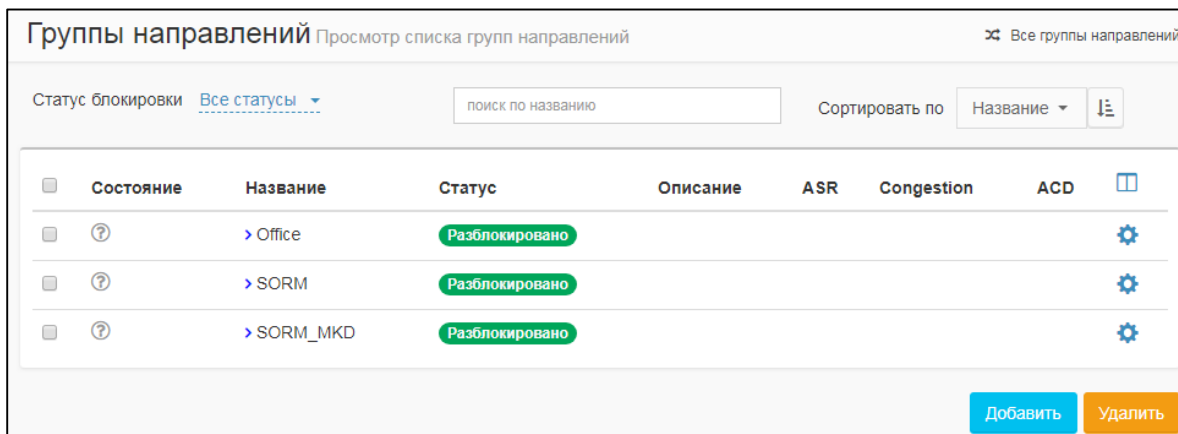 Группы направлений Просмотр списка групп направлений Все группы направлений
Статус блокировки Все статусы поиск по названию Сортировать по Название
Состояние Название Статус Описание ASR Congestion ACD
? > Office Разблокировано
? > SORM Разблокировано
? > SORM_MKD Разблокировано
Добавить Удалить